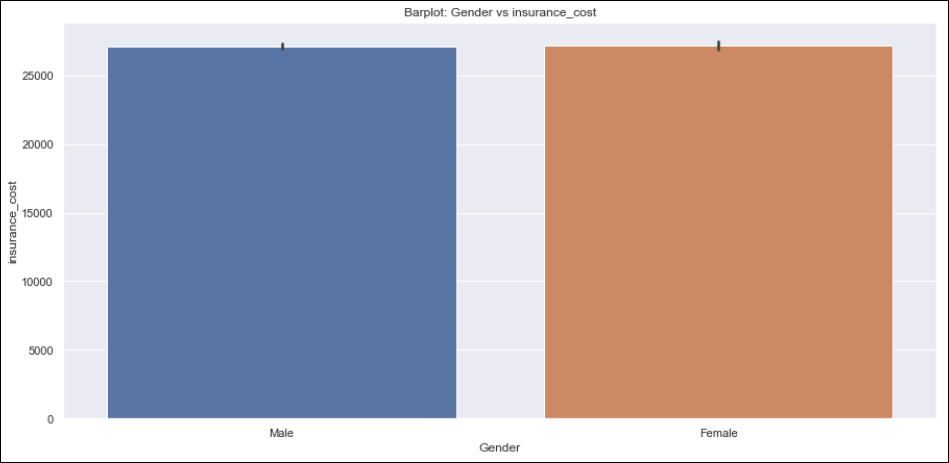 Barplot: Gender vs insurance_cost
25000
20000
15000
10000
5000
0
insurance_cost
Male Female
Gender